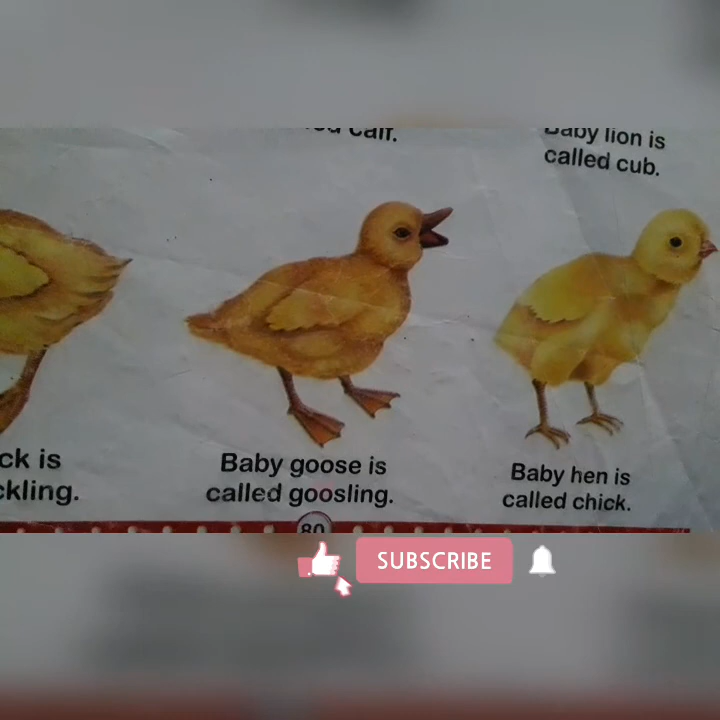 calf.
Baby lion is
called cub.
ck is
ckling.
Baby goose is
called goosling.
Baby hen is
called chick.
80
SUBSCRIBE